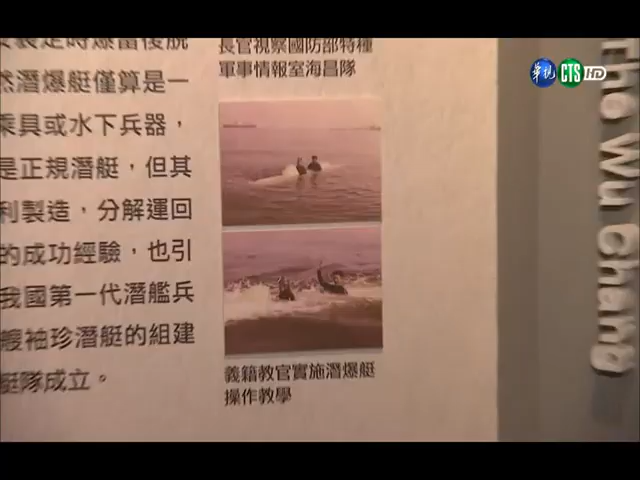 安裝定時爆雷後脫
然潛爆艇僅算是一
乘具或水下兵器，
是正規潛艇，但其
利製造，分解運回
的成功經驗，也引
我國第一代潛艦兵
艘袖珍潛艇的組建
艇隊成立。
長官視察國防部特種
軍事情報室海昌隊
義籍教官實施潛爆艇
操作教學
華視 CTS HD
the Wu Chang